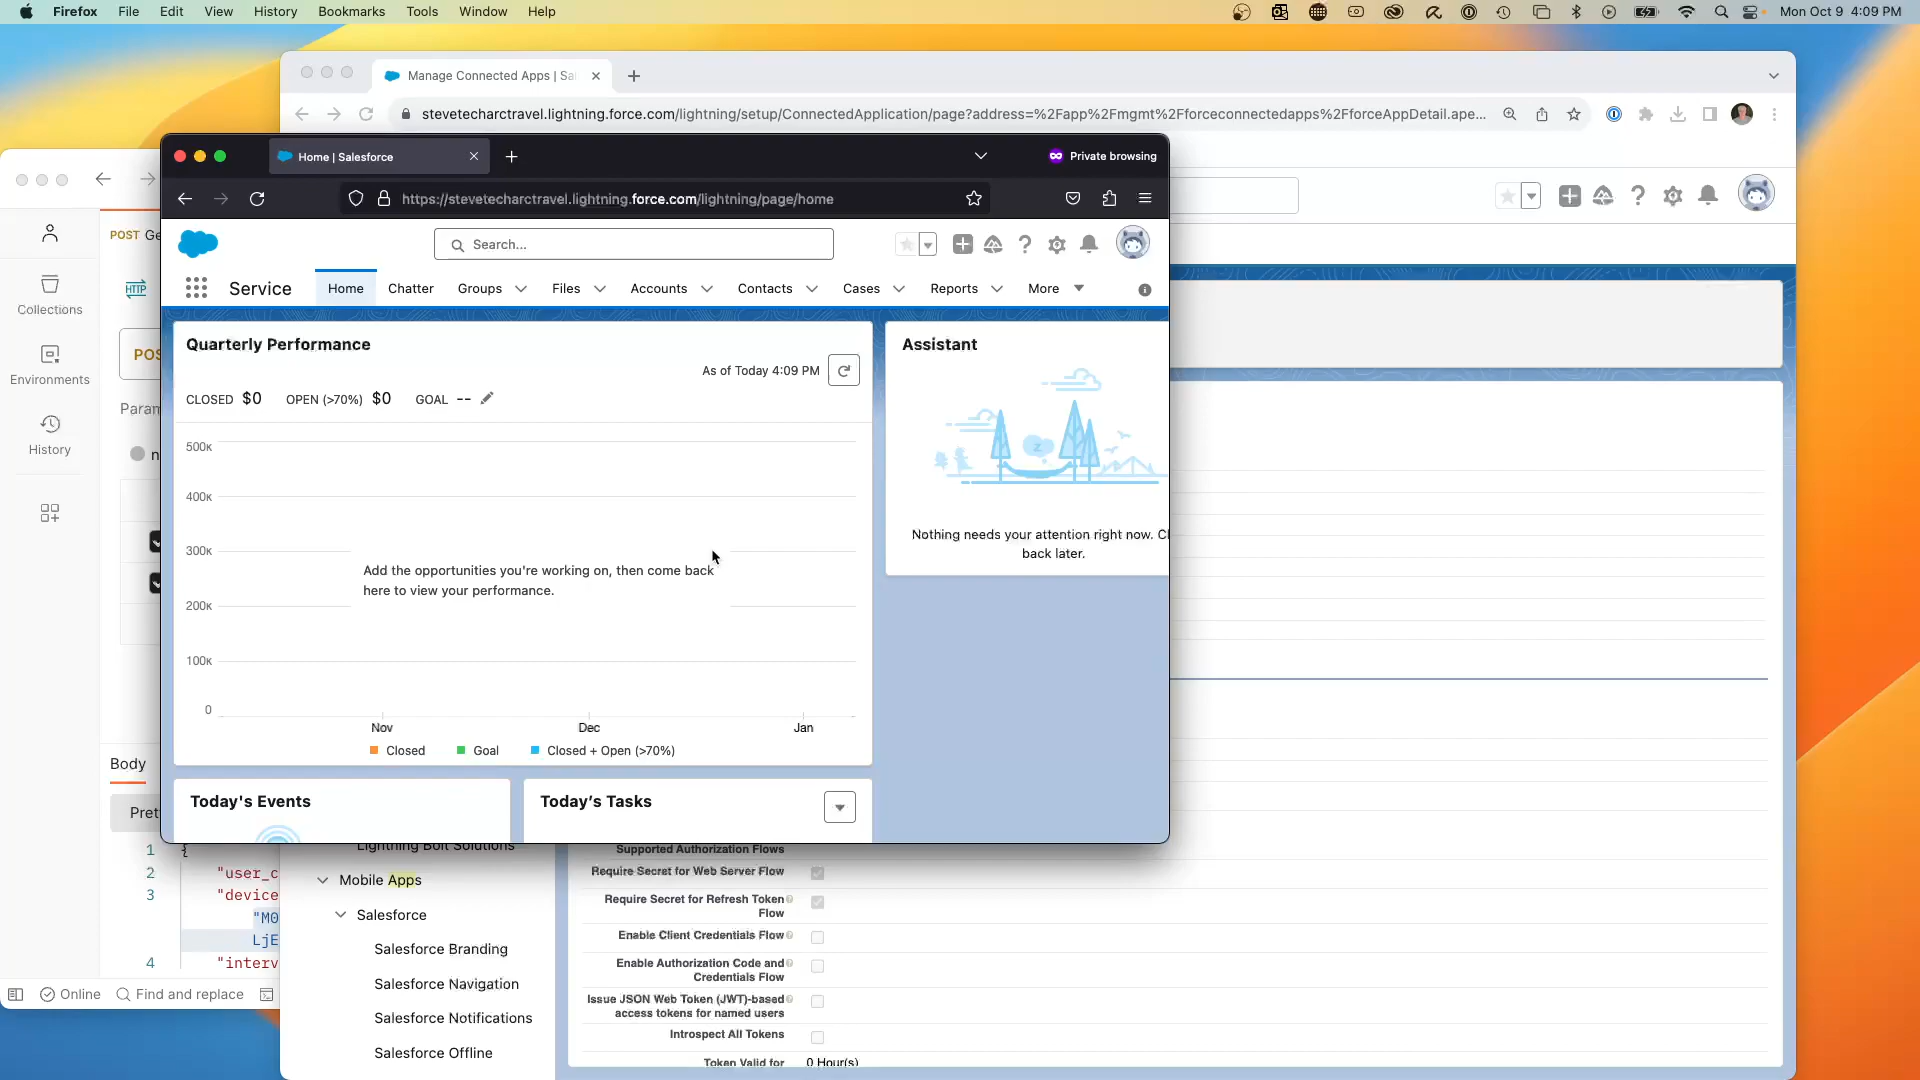 Firefox File Edit View History Bookmarks Tools Window Help
Mon Oct 9 4:09 PM
Manage Connected Apps | Sa
stevetecharctravel.lightning.force.com/lightning/setup/ConnectedApplication/page?address=%2Fapp%2Fmgmt%2Fforceconnectedapps%2FforceAppDetail.ape...
Home | Salesforce
Private browsing
https://stevetecharctravel.lightning.force.com/lightning/page/home
Search...
Service
Home Chatter Groups Files Accounts Contacts Cases Reports More
Quarterly Performance
As of Today 4:09 PM
CLOSED $0 OPEN (>70%) $0 GOAL --
500K
400K
300K
200K
100K
0
Add the opportunities you're working on, then come back
here to view your performance.
Nov Dec Jan
Closed Goal Closed + Open (>70%)
Assistant
Nothing needs your attention right now. Cl
back later.
Today's Events
Today's Tasks
POST Ge
Collections
HTTP
Environments
POS
Param
History
n
Body
Pret
1 {
2 "user_c
3 "device
"M0
LjE
4 "interv
Online Find and replace
Lightning Bolt Solutions
Mobile Apps
Salesforce
Salesforce Branding
Salesforce Navigation
Salesforce Notifications
Salesforce Offline
Supported Authorization Flows
Require Secret for Web Server Flow
Require Secret for Refresh Token
Flow
Enable Client Credentials Flow
Enable Authorization Code and
Credentials Flow
Issue JSON Web Token (JWT)-based
access tokens for named users
Introspect All Tokens
Token Valid for 0 Hour(s)